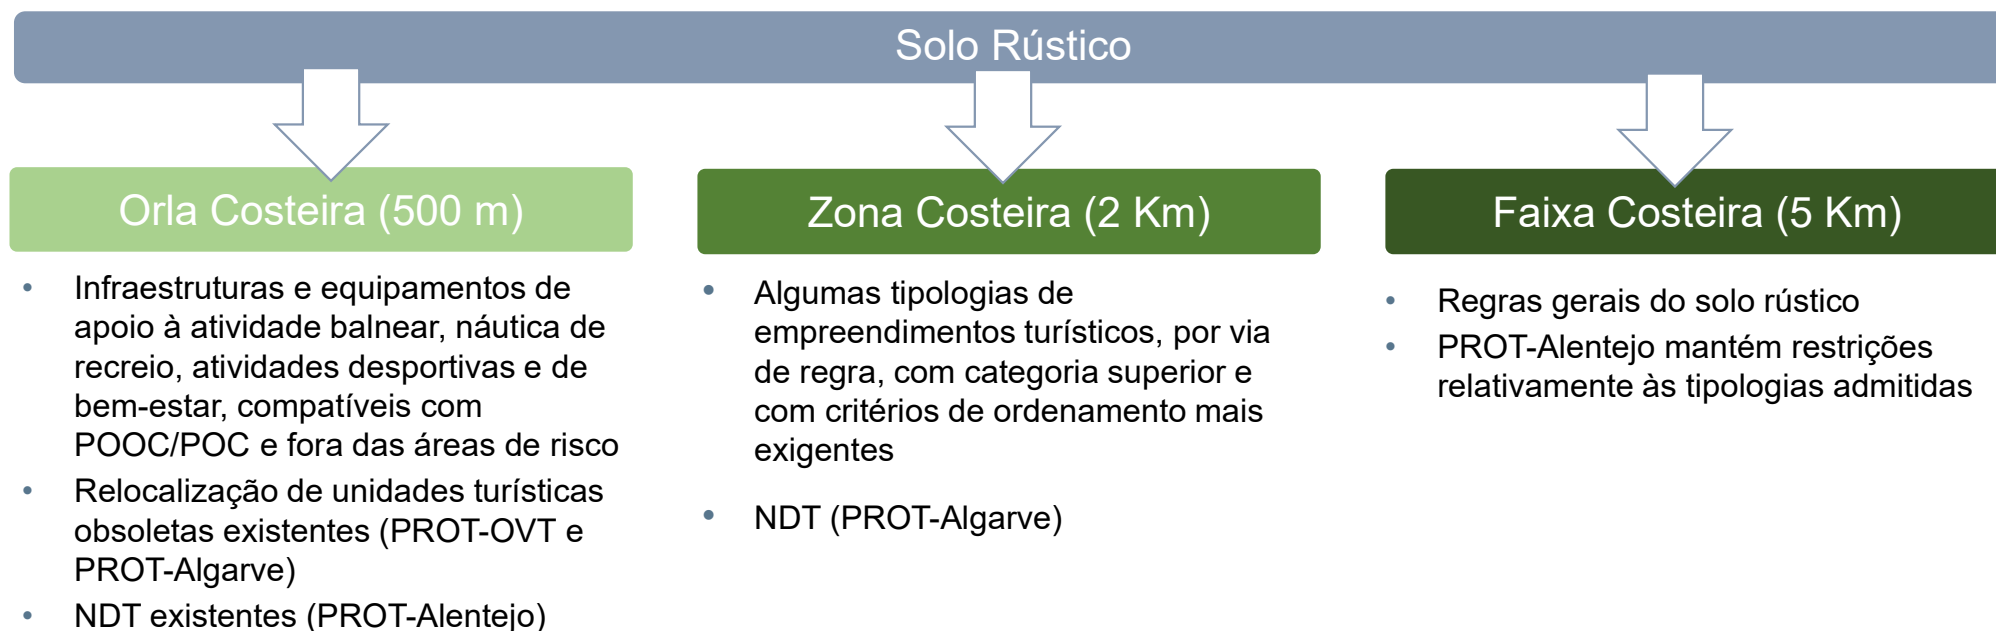 Solo Rústico
Orla Costeira (500 m)
• Infraestruturas e equipamentos de
apoio à atividade balnear, náutica de
recreio, atividades desportivas e de
bem-estar, compatíveis com
POOC/POC e fora das áreas de risco
• Relocalização de unidades turísticas
obsoletas existentes (PROT-OVT e
PROT-Algarve)
• NDT existentes (PROT-Alentejo)
Zona Costeira (2 Km)
• Algumas tipologias de
empreendimentos turísticos, por via
de regra, com categoria superior e
com critérios de ordenamento mais
exigentes
• NDT (PROT-Algarve)
Faixa Costeira (5 Km)
• Regras gerais do solo rústico
• PROT-Alentejo mantém restrições
relativamente às tipologias admitidas